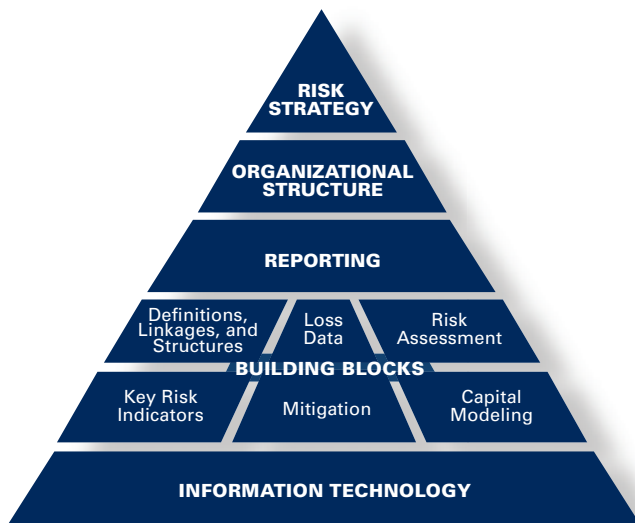 RISK
STRATEGY
ORGANIZATIONAL
STRUCTURE
REPORTING
Definitions,
Linkages, and
Structures
Loss
Data
Risk
Assessment
BUILDING BLOCKS
Key Risk
Indicators
Mitigation
Capital
Modeling
INFORMATION TECHNOLOGY